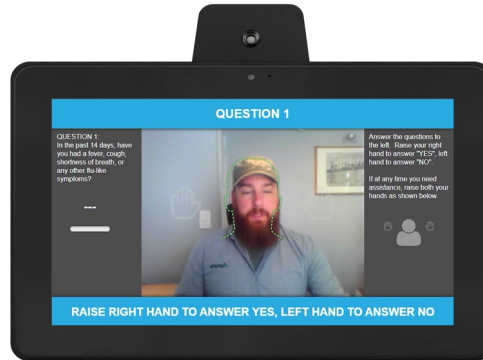 QUESTION 1
QUESTION 1:
In the past 14 days, have
you had a fever, cough,
shortness of breath, or
any other flu-like
symptoms?
---
Answer the questions to
the left. Raise your right
hand to answer "YES", left
hand to answer "NO".
If at any time you need
assistance, raise both your
hands as shown below.
RAISE RIGHT HAND TO ANSWER YES, LEFT HAND TO ANSWER NO